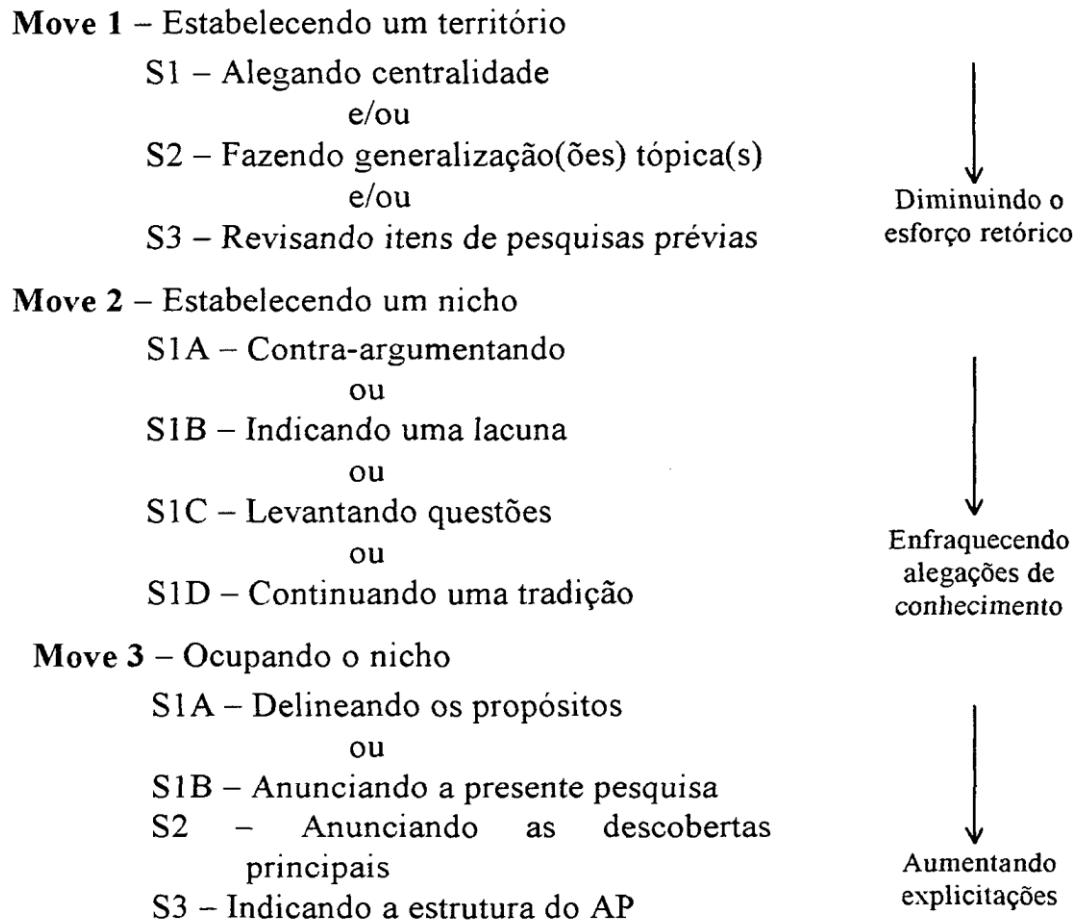 Move 1 – Estabelecendo um território
S1 – Alegando centralidade
e/ou
S2 – Fazendo generalização(ões) tópica(s)
e/ou
S3 – Revisando itens de pesquisas prévias
Diminuindo o
esforço retórico
Move 2 – Estabelecendo um nicho
S1A – Contra-argumentando
ou
S1B – Indicando uma lacuna
ou
S1C – Levantando questões
ou
S1D – Continuando uma tradição
Enfraquecendo
alegações de
conhecimento
Move 3 – Ocupando o nicho
S1A – Delineando os propósitos
ou
S1B – Anunciando a presente pesquisa
S2 – Anunciando as descobertas
principais
S3 – Indicando a estrutura do AP
Aumentando
explicitações